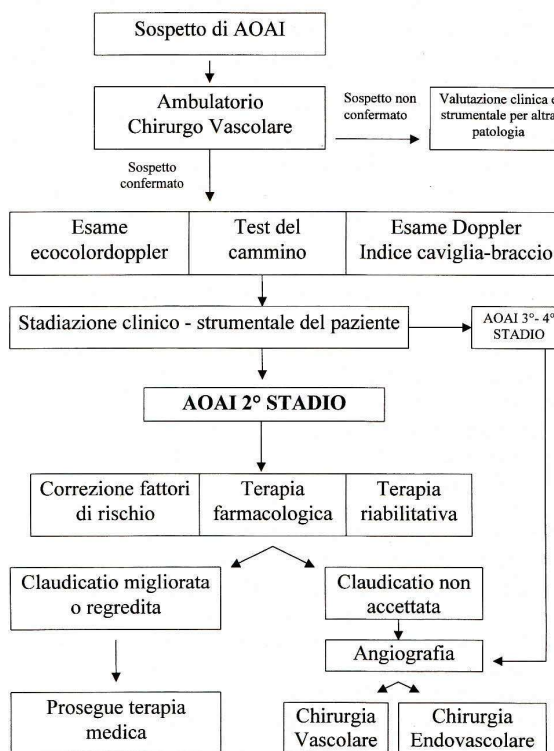 Sospetto di AOAI
Ambulatorio
Chirurgo Vascolare
Sospetto non
confermato
Valutazione clinica e
strumentale per altra
patologia
Sospetto
confermato
Esame
ecocolordoppler
Test del
cammino
Esame Doppler
Indice caviglia-braccio
Stadiazione clinico - strumentale del paziente
AOAI 3°- 4°
STADIO
AOAI 2° STADIO
Correzione fattori
di rischio
Terapia
farmacologica
Terapia
riabilitativa
Claudicatio migliorata
o regredita
Claudicatio non
accettata
Angiografia
Prosegue terapia
medica
Chirurgia
Vascolare
Chirurgia
Endovascolare